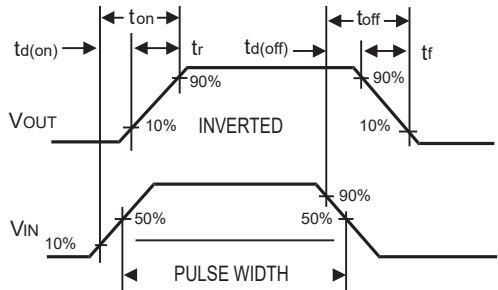 ton toff
td(on) tr td(off) tf
90% 90%
VOUT 10% INVERTED 10%
90%
VIN 50% 50%
10%
PULSE WIDTH